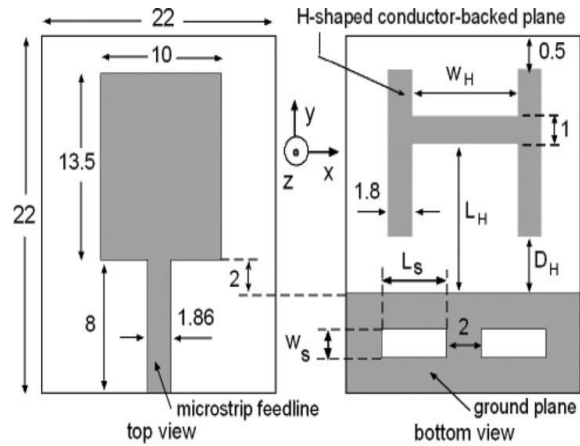 22
H-shaped conductor-backed plane
10
0.5
W_H
y
13.5
1
z
x
22
1.8
L_H
2
L_s
D_H
8
1.86
2
W_s
microstrip feedline
ground plane
top view
bottom view